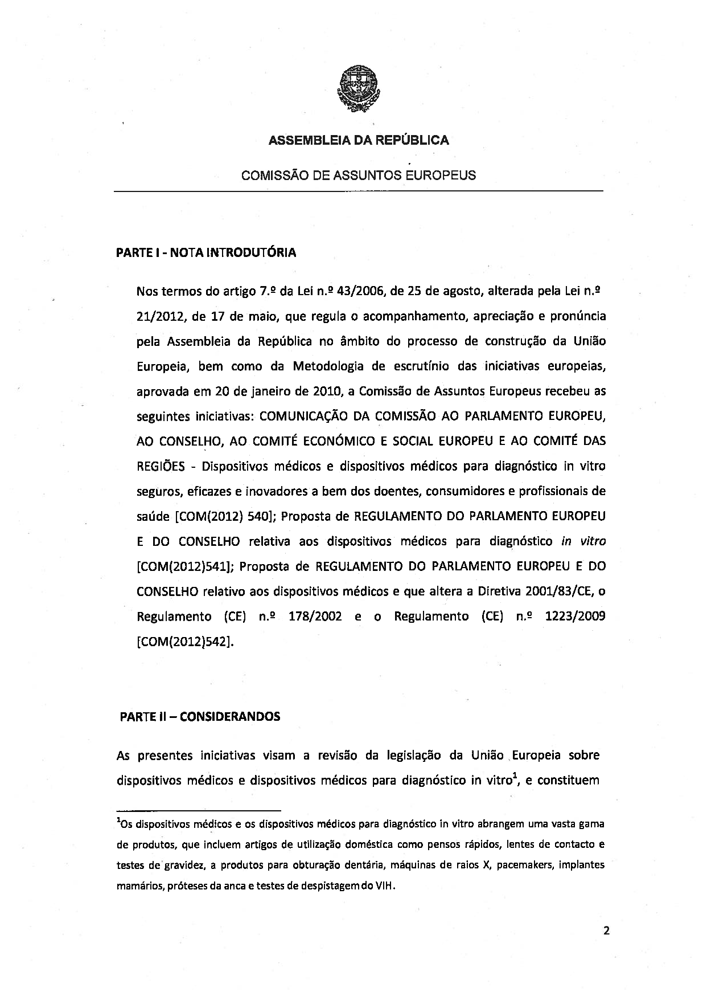 ASSEMBLEIA DA REPÚBLICA
COMISSÃO DE ASSUNTOS EUROPEUS
PARTE I - NOTA INTRODUTÓRIA
Nos termos do artigo 7.º da Lei n.º 43/2006, de 25 de agosto, alterada pela Lei n.º
21/2012, de 17 de maio, que regula o acompanhamento, apreciação e pronúncia
pela Assembleia da República no âmbito do processo de construção da União
Europeia, bem como da Metodologia de escrutínio das iniciativas europeias,
aprovada em 20 de janeiro de 2010, a Comissão de Assuntos Europeus recebeu as
seguintes iniciativas: COMUNICAÇÃO DA COMISSÃO AO PARLAMENTO EUROPEU,
AO CONSELHO, AO COMITÉ ECONÓMICO E SOCIAL EUROPEU E AO COMITÉ DAS
REGIÕES - Dispositivos médicos e dispositivos médicos para diagnóstico in vitro
seguros, eficazes e inovadores a bem dos doentes, consumidores e profissionais de
saúde [COM(2012) 540]; Proposta de REGULAMENTO DO PARLAMENTO EUROPEU
E DO CONSELHO relativa aos dispositivos médicos para diagnóstico in vitro
[COM(2012)541]; Proposta de REGULAMENTO DO PARLAMENTO EUROPEU E DO
CONSELHO relativo aos dispositivos médicos e que altera a Diretiva 2001/83/CE, o
Regulamento (CE) n.º 178/2002 e o Regulamento (CE) n.º 1223/2009
[COM(2012)542].
PARTE II – CONSIDERANDOS
As presentes iniciativas visam a revisão da legislação da União Europeia sobre
dispositivos médicos e dispositivos médicos para diagnóstico in vitro¹, e constituem
¹Os dispositivos médicos e os dispositivos médicos para diagnóstico in vitro abrangem uma vasta gama
de produtos, que incluem artigos de utilização doméstica como pensos rápidos, lentes de contacto e
testes de gravidez, a produtos para obturação dentária, máquinas de raios X, pacemakers, implantes
mamários, próteses da anca e testes de despistagem do VIH.
2